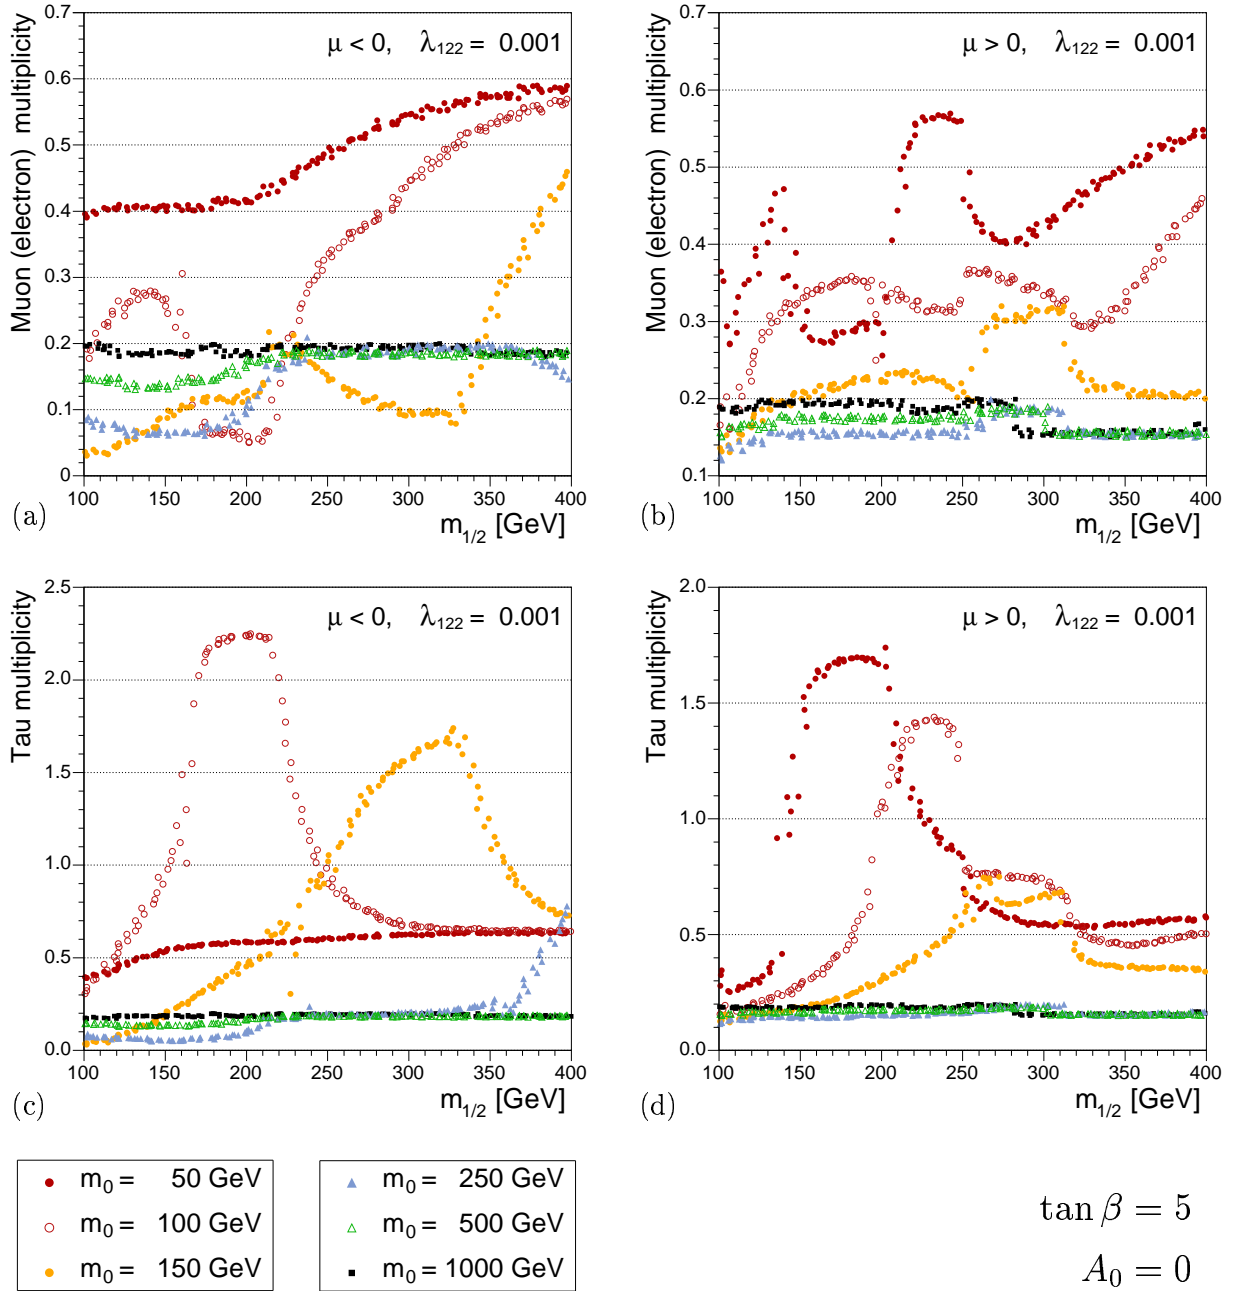 0.7
0.6
0.5
0.4
0.3
0.2
0.1
0
Muon (electron) multiplicity
μ < 0, λ122 = 0.001
100 150 200 250 300 350 400
m1/2 [GeV]
(a)
0.7
0.6
0.5
0.4
0.3
0.2
0.1
Muon (electron) multiplicity
μ > 0, λ122 = 0.001
100 150 200 250 300 350 400
m1/2 [GeV]
(b)
2.5
2.0
1.5
1.0
0.5
0.0
Tau multiplicity
μ < 0, λ122 = 0.001
100 150 200 250 300 350 400
m1/2 [GeV]
(c)
2.0
1.5
1.0
0.5
0.0
Tau multiplicity
μ > 0, λ122 = 0.001
100 150 200 250 300 350 400
m1/2 [GeV]
(d)
m0 = 50 GeV
m0 = 100 GeV
m0 = 150 GeV
m0 = 250 GeV
m0 = 500 GeV
m0 = 1000 GeV
tan β = 5
A0 = 0